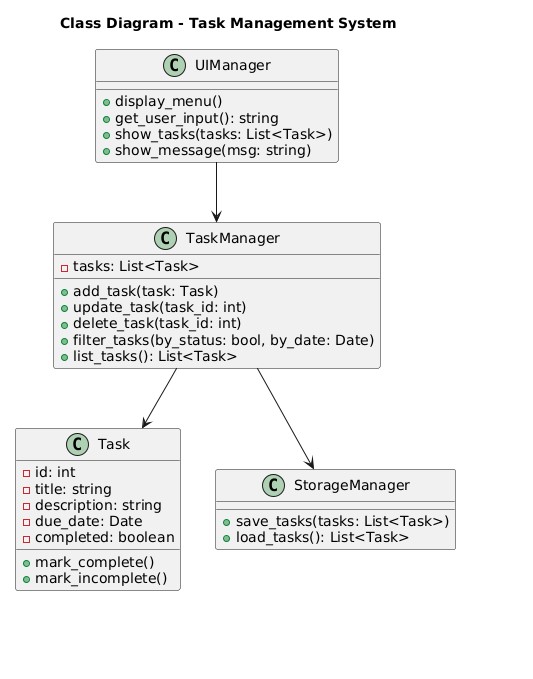 Class Diagram - Task Management System
C UIManager
display_menu()
get_user_input(): string
show_tasks(tasks: List<Task>)
show_message(msg: string)
C TaskManager
tasks: List<Task>
add_task(task: Task)
update_task(task_id: int)
delete_task(task_id: int)
filter_tasks(by_status: bool, by_date: Date)
list_tasks(): List<Task>
C Task
id: int
title: string
description: string
due_date: Date
completed: boolean
mark_complete()
mark_incomplete()
C StorageManager
save_tasks(tasks: List<Task>)
load_tasks(): List<Task>